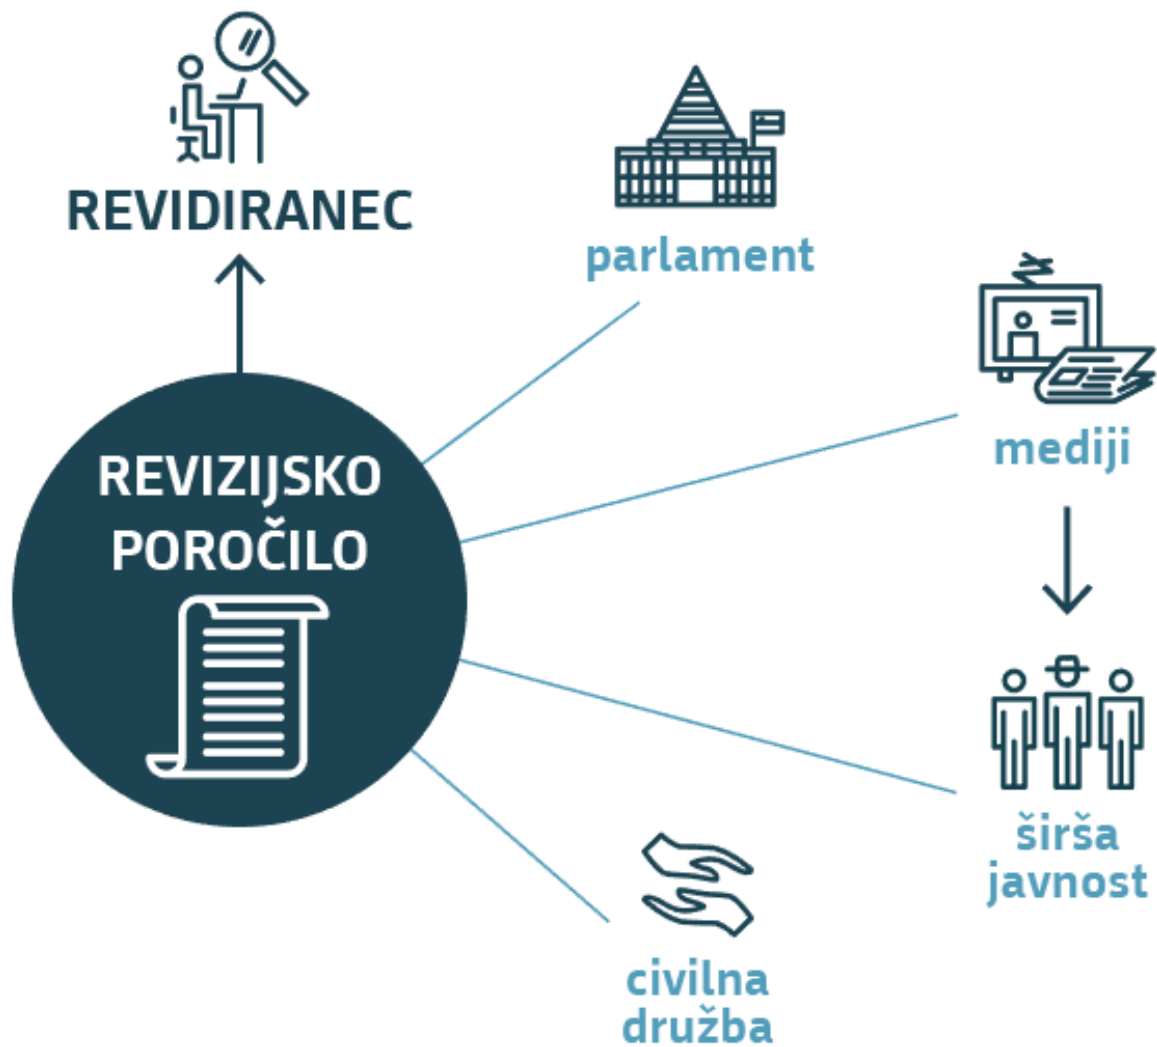 REVIDIRANEC
parlament
mediji
REVIZIJSKO
POROČILO
širša
javnost
civilna
družba